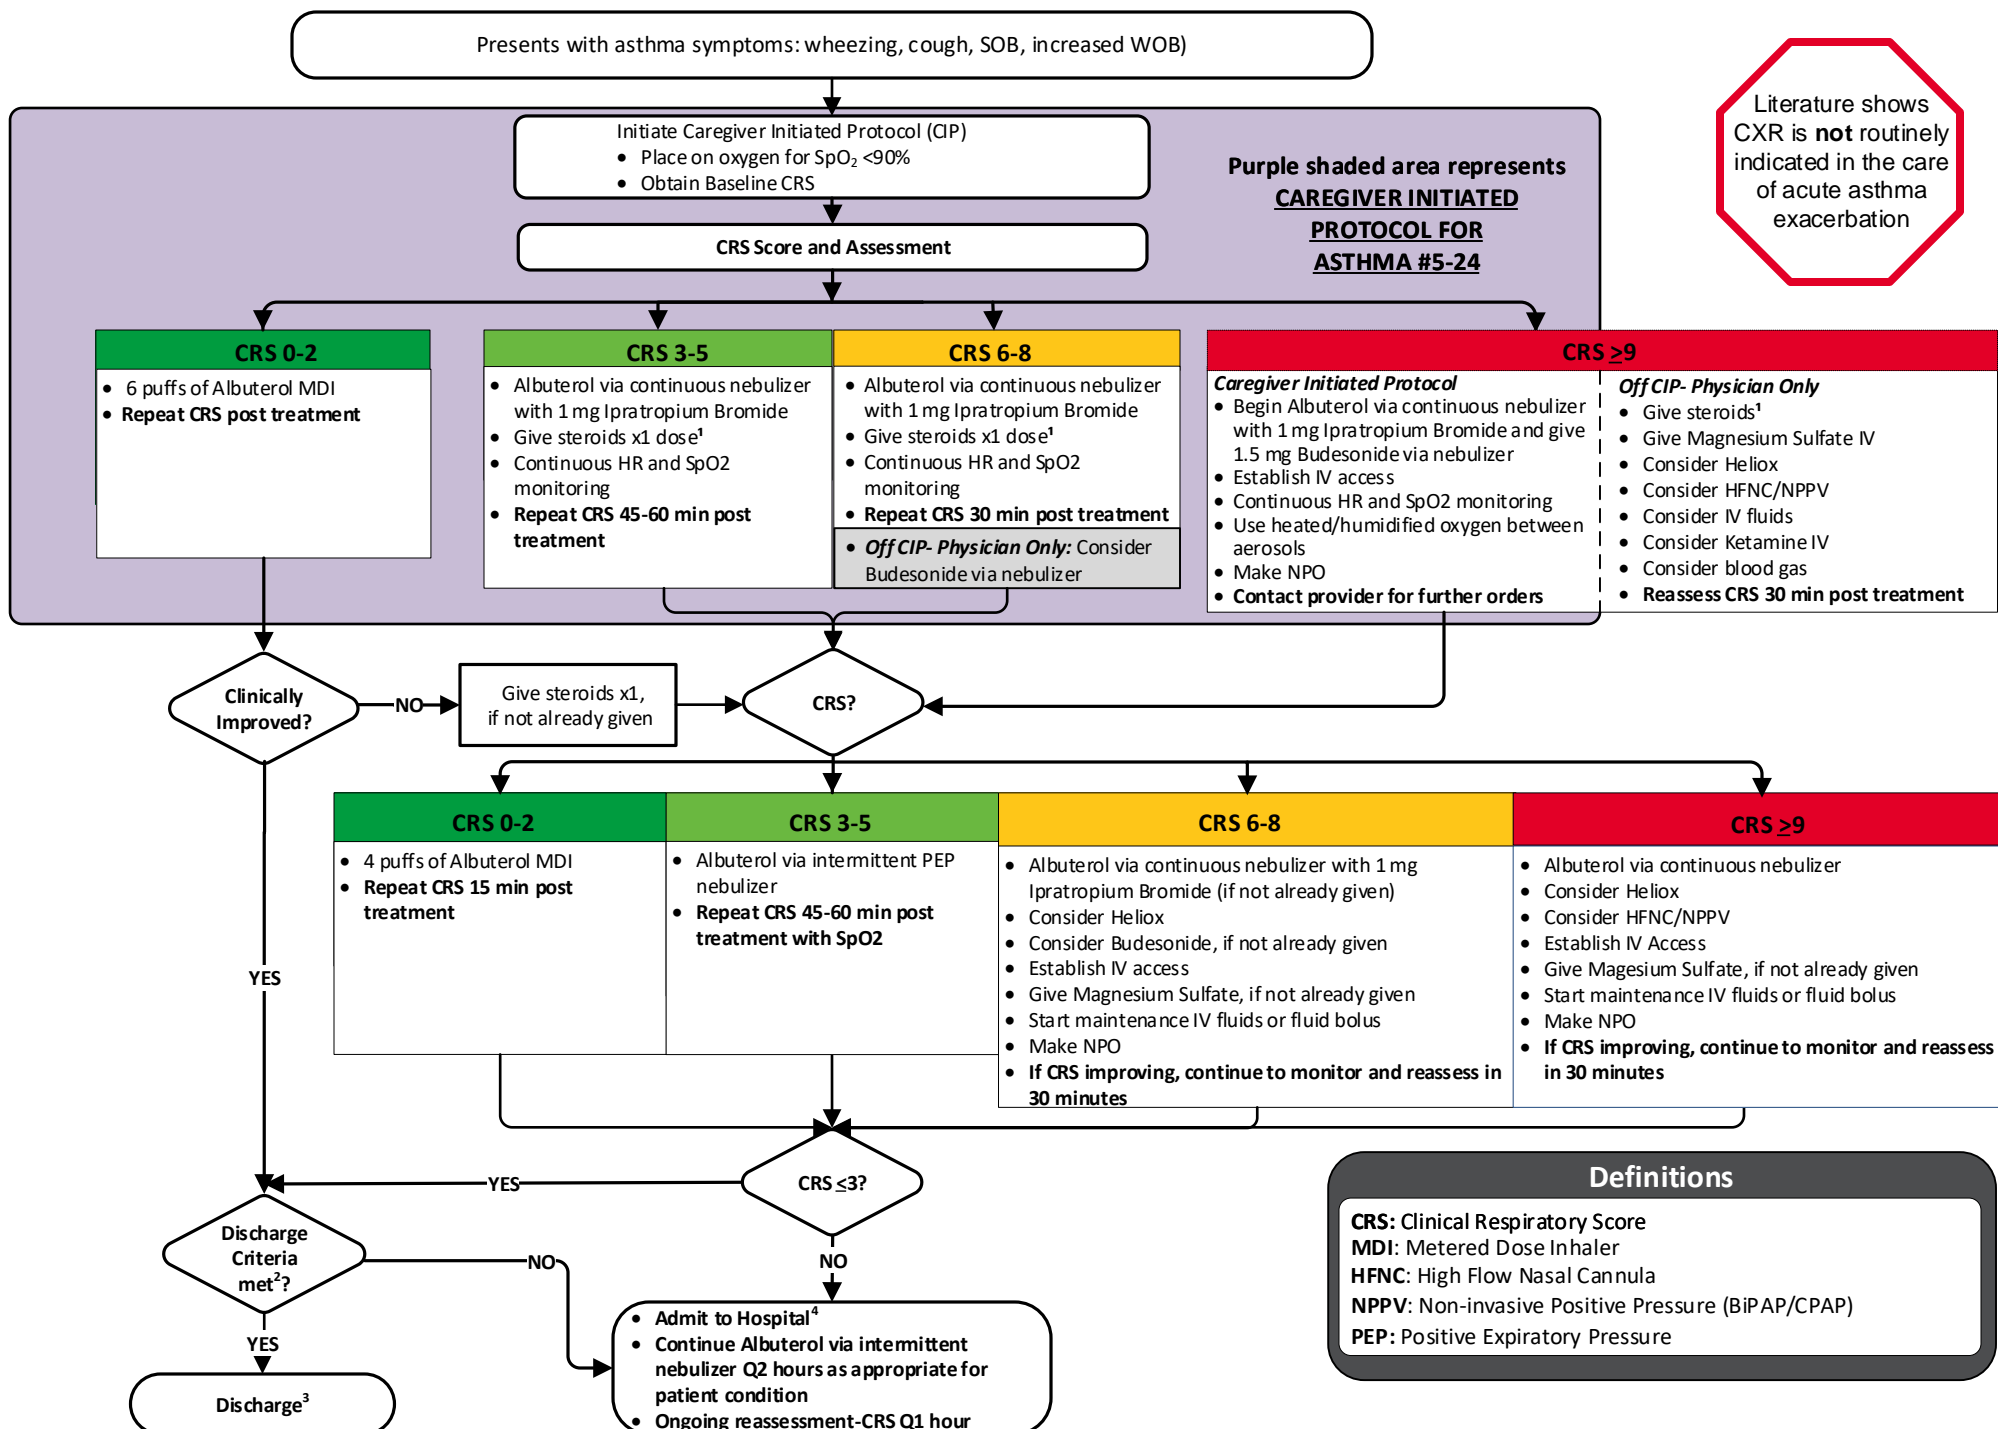 Presents with asthma symptoms: wheezing, cough, SOB, increased WOB)
Literature shows
CXR is not routinely
indicated in the care
of acute asthma
exacerbation
Initiate Caregiver Initiated Protocol (CIP)
• Place on oxygen for SpO₂ <90%
• Obtain Baseline CRS
Purple shaded area represents
CAREGIVER INITIATED
PROTOCOL FOR
ASTHMA #5-24
CRS Score and Assessment
CRS 0-2
• 6 puffs of Albuterol MDI
• Repeat CRS post treatment
CRS 3-5
• Albuterol via continuous nebulizer
with 1 mg Ipratropium Bromide
• Give steroids x1 dose¹
• Continuous HR and SpO2
monitoring
• Repeat CRS 45-60 min post
treatment
CRS 6-8
• Albuterol via continuous nebulizer
with 1 mg Ipratropium Bromide
• Give steroids x1 dose¹
• Continuous HR and SpO2
monitoring
• Repeat CRS 30 min post treatment
• Off CIP- Physician Only: Consider
Budesonide via nebulizer
CRS ≥9
Caregiver Initiated Protocol
• Begin Albuterol via continuous nebulizer
with 1 mg Ipratropium Bromide and give
1.5 mg Budesonide via nebulizer
• Establish IV access
• Continuous HR and SpO2 monitoring
• Use heated/humidified oxygen between
aerosols
• Make NPO
• Contact provider for further orders
Off CIP- Physician Only
• Give steroids¹
• Give Magnesium Sulfate IV
• Consider Heliox
• Consider HFNC/NPPV
• Consider IV fluids
• Consider Ketamine IV
• Consider blood gas
• Reassess CRS 30 min post treatment
Clinically
Improved?
NO
Give steroids x1,
if not already given
CRS?
CRS 0-2
• 4 puffs of Albuterol MDI
• Repeat CRS 15 min post
treatment
CRS 3-5
• Albuterol via intermittent PEP
nebulizer
• Repeat CRS 45-60 min post
treatment with SpO2
CRS 6-8
• Albuterol via continuous nebulizer with 1 mg
Ipratropium Bromide (if not already given)
• Consider Heliox
• Consider Budesonide, if not already given
• Establish IV access
• Give Magnesium Sulfate, if not already given
• Start maintenance IV fluids or fluid bolus
• Make NPO
• If CRS improving, continue to monitor and reassess in
30 minutes
CRS ≥9
• Albuterol via continuous nebulizer
• Consider Heliox
• Consider HFNC/NPPV
• Establish IV Access
• Give Magesium Sulfate, if not already given
• Start maintenance IV fluids or fluid bolus
• Make NPO
• If CRS improving, continue to monitor and reassess
in 30 minutes
YES
CRS ≤3?
YES
NO
Discharge
Criteria
met²?
NO
YES
Discharge³
• Admit to Hospital⁴
• Continue Albuterol via intermittent
nebulizer Q2 hours as appropriate for
patient condition
• Ongoing reassessment-CRS Q1 hour
Definitions
CRS: Clinical Respiratory Score
MDI: Metered Dose Inhaler
HFNC: High Flow Nasal Cannula
NPPV: Non-invasive Positive Pressure (BiPAP/CPAP)
PEP: Positive Expiratory Pressure